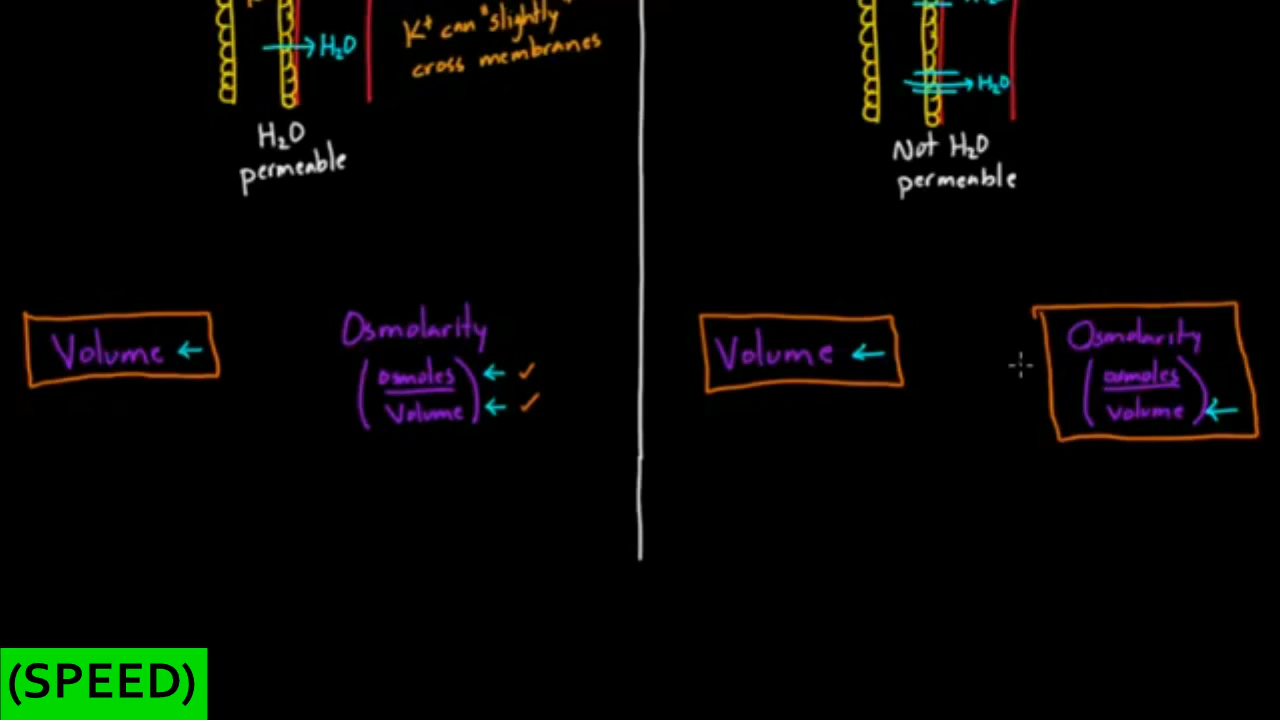 K⁺ can "slightly"
cross membranes
H₂O
H₂O
permeable
H₂O
Not H₂O
permeable
Volume
Osmolarity
(osmoles
Volume)
Volume
Osmolarity
(osmoles
Volume)
(SPEED)